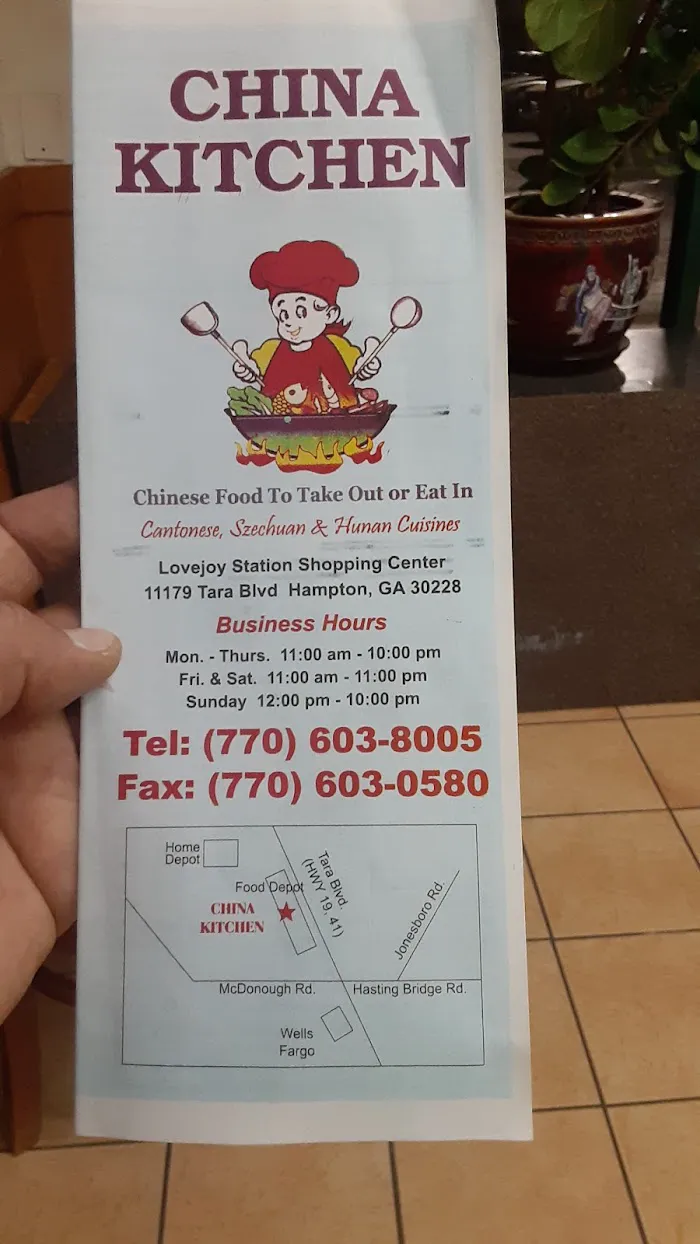 CHINA
KITCHEN
Chinese Food To Take Out or Eat In
Cantonese, Szechuan & Hunan Cuisines
Lovejoy Station Shopping Center
11179 Tara Blvd Hampton, GA 30228
Business Hours
Mon. - Thurs. 11:00 am - 10:00 pm
Fri. & Sat. 11:00 am - 11:00 pm
Sunday 12:00 pm - 10:00 pm
Tel: (770) 603-8005
Fax: (770) 603-0580
Home
Depot
Tara Blvd.
(HWY 19, 41)
Food Depot
CHINA
KITCHEN
Jonesboro Rd.
McDonough Rd.
Hasting Bridge Rd.
Wells
Fargo